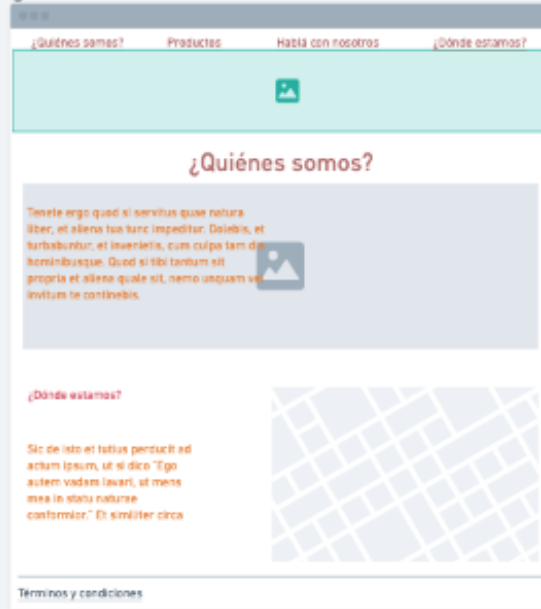 ¿Quiénes somos? Productos Hablá con nosotros ¿Dónde estamos?
¿Quiénes somos?
Tenete ergo quod si servitus quae natura
liber, et aliena tua tunc impeditur. Dolebis, et
turbabuntur, et invenietis, cum culpa tam
hominibusque. Quod si tibi tantum sit
propria et aliena quale sit, nemo unquam
invitum te continebis.
¿Dónde estamos?
Sic de isto et tutius perducit ad
actum ipsum, ut si dico "Ego
autem vadam lavari, ut mens
mea in statu naturae
conformior." Et similiter circa
Términos y condiciones